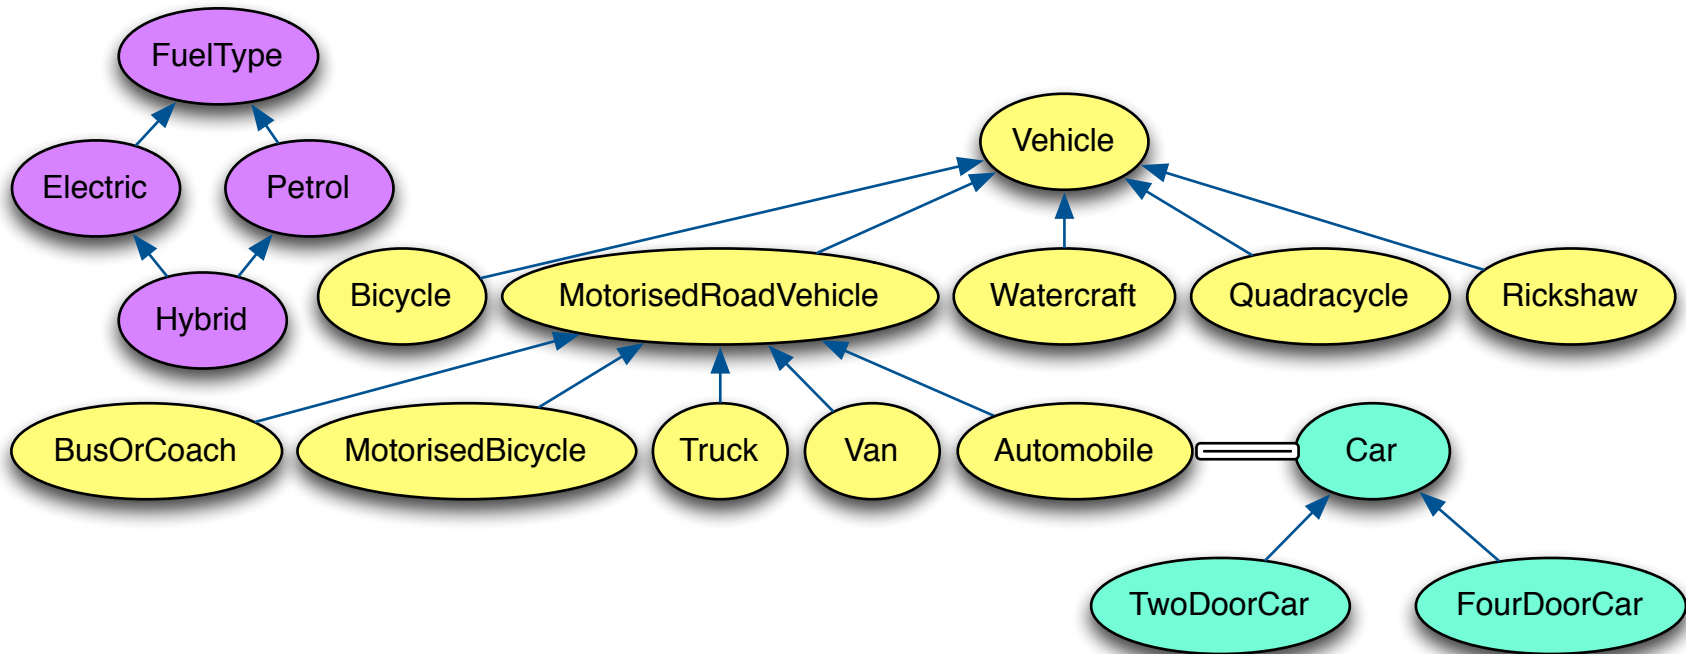 FuelType
Vehicle
Electric
Petrol
Bicycle
MotorisedRoadVehicle
Watercraft
Quadracycle
Rickshaw
Hybrid
BusOrCoach
MotorisedBicycle
Truck
Van
Automobile
Car
TwoDoorCar
FourDoorCar